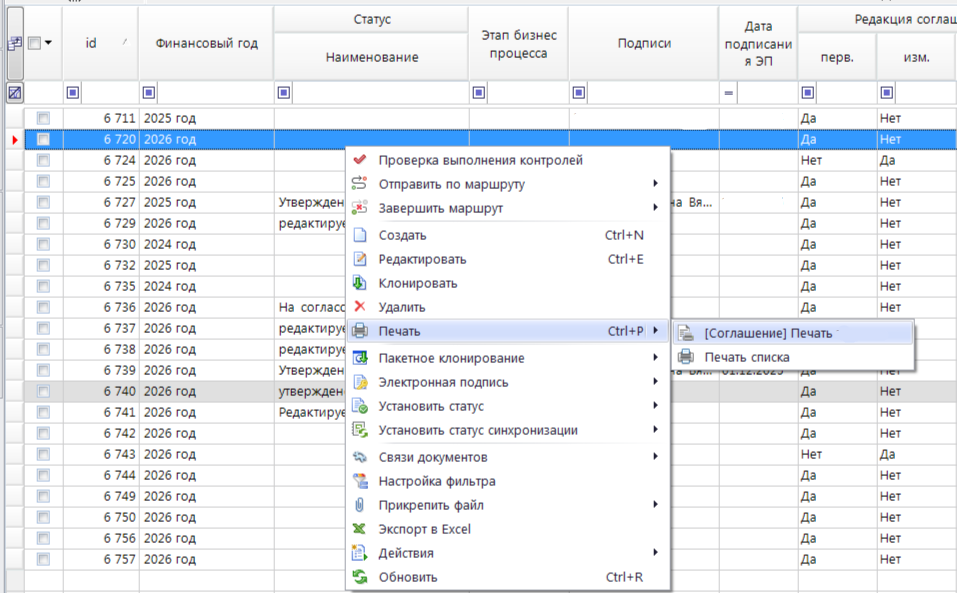 Статус
Редакция соглаш
id
Финансовый год
Наименование
Этап бизнес
процесса
Подписи
Дата
подписани
я ЭП
перв.
изм.
6 711 2025 год Да Нет
6 720 2026 год Да Нет
6 724 2026 год Нет Да
6 725 2026 год Да Нет
6 727 2025 год Утвержден на Вя... Да Нет
6 729 2026 год редактируе Да Нет
6 730 2024 год Да Нет
6 732 2025 год Да Нет
6 735 2024 год Да Нет
6 736 2026 год На согласо Да Нет
6 737 2026 год редактируе
6 738 2026 год редактируе
6 739 2026 год Утвержден на Вя... 01.12.2025 Да Нет
6 740 2026 год утвержден Да Нет
6 741 2026 год Редактируе Да Нет
6 742 2026 год Да Нет
6 743 2026 год Нет Да
6 744 2026 год Да Нет
6 749 2026 год Да Нет
6 750 2026 год Да Нет
6 756 2026 год Да Нет
6 757 2026 год Да Нет
Проверка выполнения контролей
Отправить по маршруту
Завершить маршрут
Создать Ctrl+N
Редактировать Ctrl+E
Клонировать
Удалить
Печать Ctrl+P
Пакетное клонирование
Электронная подпись
Установить статус
Установить статус синхронизации
Связи документов
Настройка фильтра
Прикрепить файл
Экспорт в Excel
Действия
Обновить Ctrl+R
[Соглашение] Печать
Печать списка